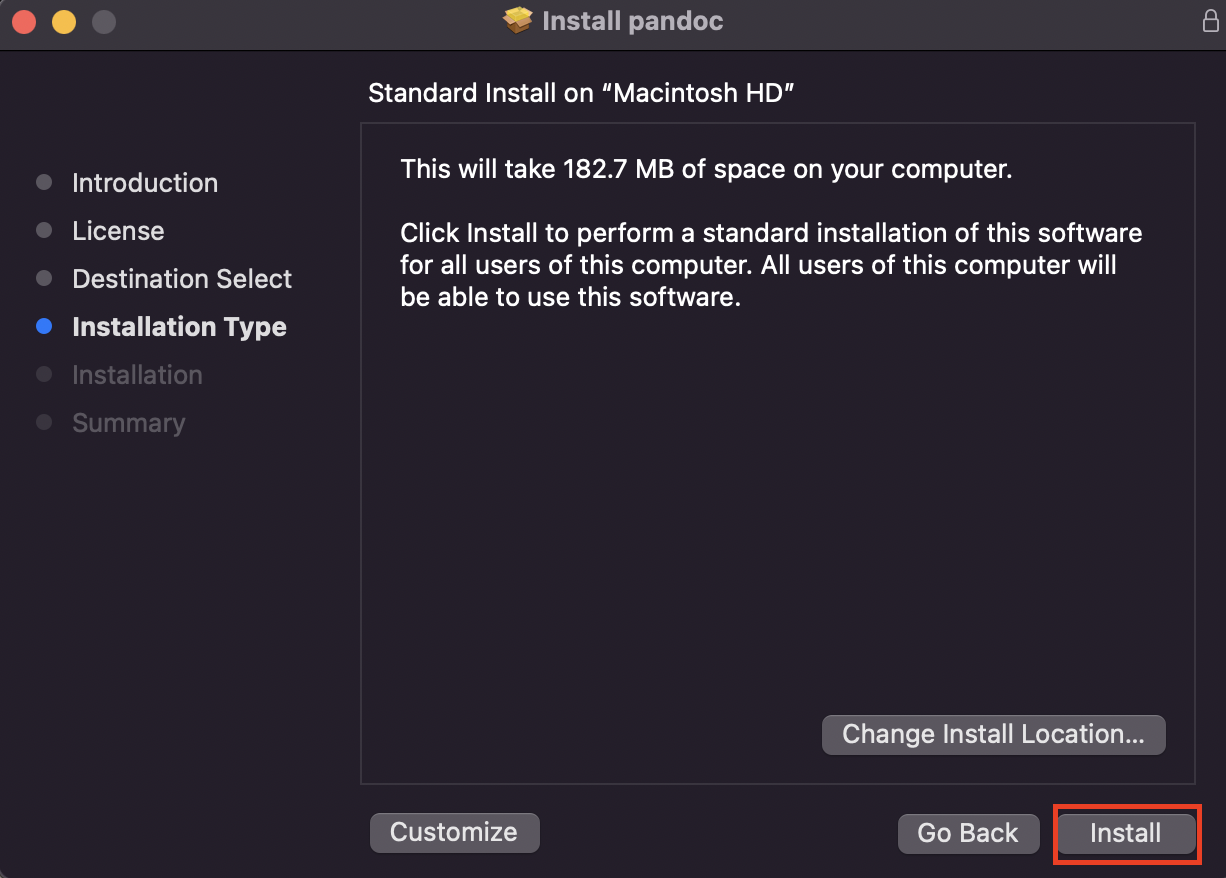 Install pandoc
Standard Install on “Macintosh HD”
Introduction
License
Destination Select
Installation Type
Installation
Summary
This will take 182.7 MB of space on your computer.
Click Install to perform a standard installation of this software
for all users of this computer. All users of this computer will
be able to use this software.
Change Install Location...
Customize
Go Back
Install